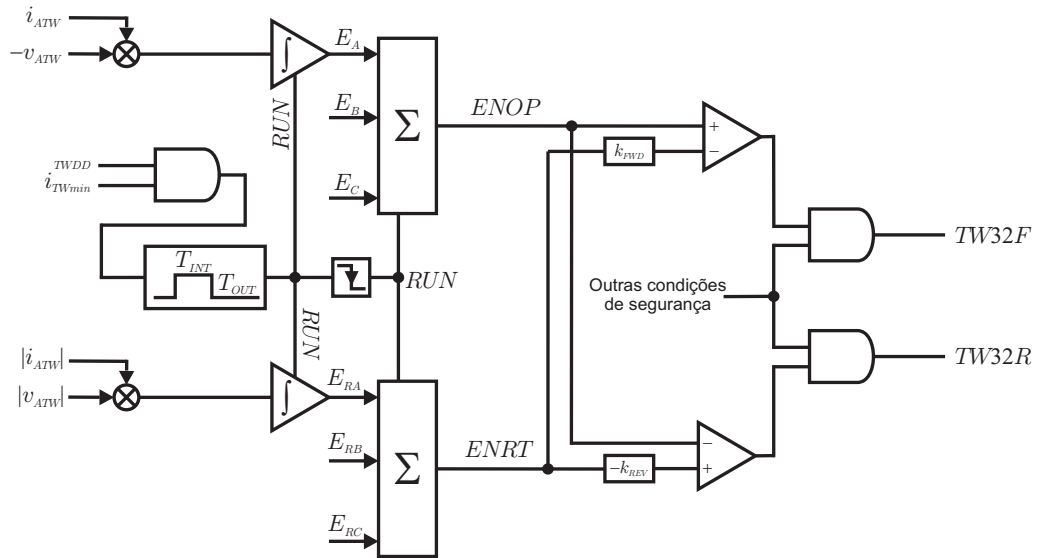 i_ATW
−v_ATW
∫
E_A
E_B
E_C
Σ
RUN
ENOP
k_FWD
+
−
TWDD
i_TWmin
T_INT
T_OUT
RUN
TW32F
Outras condições
de segurança
RUN
|i_ATW|
|v_ATW|
∫
E_RA
E_RB
E_RC
Σ
ENRT
−k_REV
−
+
TW32R